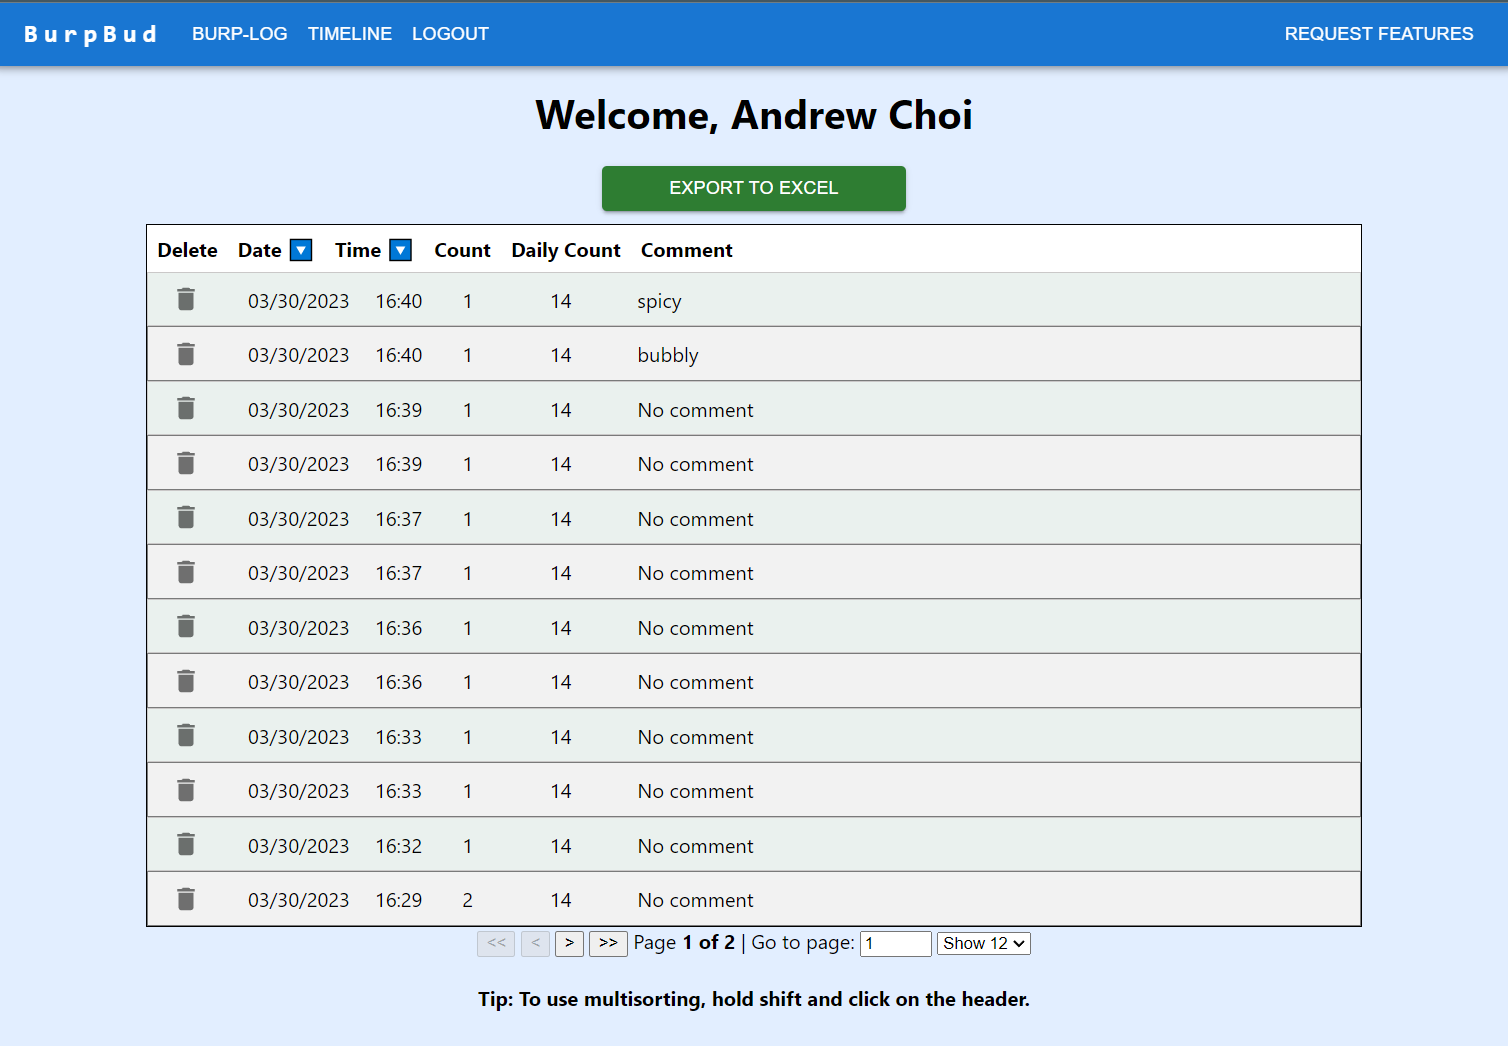 BurpBud BURP-LOG TIMELINE LOGOUT REQUEST FEATURES
Welcome, Andrew Choi
EXPORT TO EXCEL
Delete Date Time Count Daily Count Comment
03/30/2023 16:40 1 14 spicy
03/30/2023 16:40 1 14 bubbly
03/30/2023 16:39 1 14 No comment
03/30/2023 16:39 1 14 No comment
03/30/2023 16:37 1 14 No comment
03/30/2023 16:37 1 14 No comment
03/30/2023 16:36 1 14 No comment
03/30/2023 16:36 1 14 No comment
03/30/2023 16:33 1 14 No comment
03/30/2023 16:33 1 14 No comment
03/30/2023 16:32 1 14 No comment
03/30/2023 16:29 2 14 No comment
<< < > >> Page 1 of 2 | Go to page: 1 Show 12
Tip: To use multisorting, hold shift and click on the header.